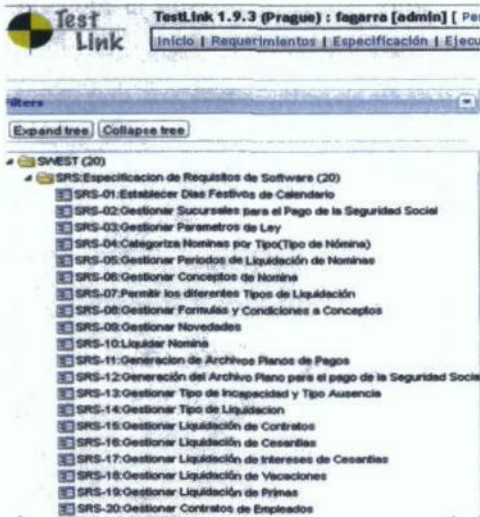 Test
Link
TestLink 1.9.3 (Prague) : fagarra [admin] [ Per
Inicio | Requerimientos | Especificación | Ejecu
Filters
Expand tree Collapse tree
SWEST (20)
SRS:Especificacion de Requisitos de Software (20)
SRS-01:Establecer Dias Festivos de Calendario
SRS-02:Gestionar Sucursales para el Pago de la Seguridad Social
SRS-03:Gestionar Parametros de Ley
SRS-04:Categoriza Nominas por Tipo(Tipo de Nómina)
SRS-05:Gestionar Periodos de Liquidación de Nominas
SRS-06:Gestionar Conceptos de Nomina
SRS-07:Permitir los diferentes Tipos de Liquidación
SRS-08:Gestionar Formulas y Condiciones a Conceptos
SRS-09:Gestionar Novedades
SRS-10:Liquidar Nomina
SRS-11:Generacion de Archivos Planos de Pagos
SRS-12:Generación del Archivo Plano para el pago de la Seguridad Socia
SRS-13:Gestionar Tipo de Incapacidad y Tipo Ausencia
SRS-14:Gestionar Tipo de Liquidacion
SRS-15:Gestionar Liquidación de Contratos
SRS-16:Gestionar Liquidación de Cesantias
SRS-17:Gestionar Liquidación de Intereses de Cesantias
SRS-18:Gestionar Liquidación de Vacaciones
SRS-19:Gestionar Liquidación de Primas
SRS-20:Gestionar Contratos de Empleados